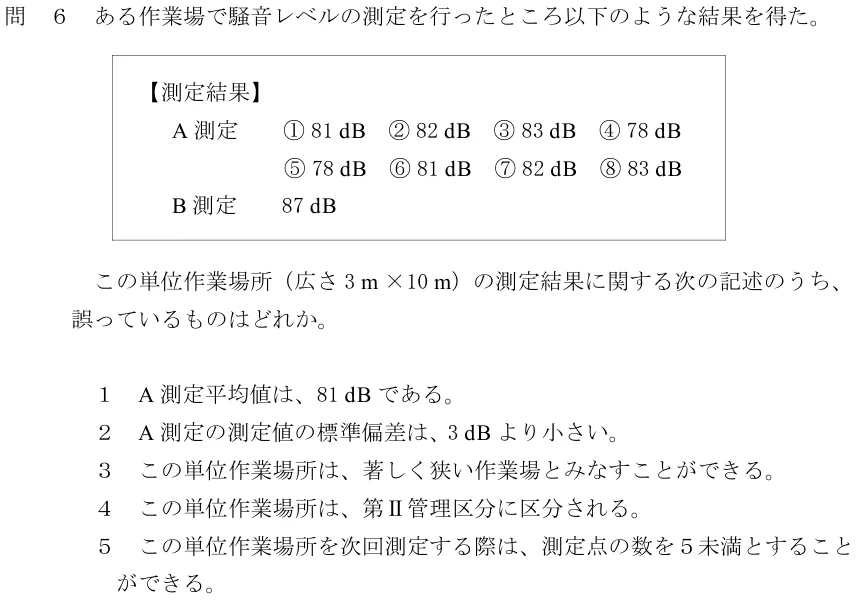 問 6 ある作業場で騒音レベルの測定を行ったところ以下のような結果を得た。
【測定結果】
A 測定 ① 81 dB ② 82 dB ③ 83 dB ④ 78 dB
⑤ 78 dB ⑥ 81 dB ⑦ 82 dB ⑧ 83 dB
B 測定 87 dB
この単位作業場所（広さ 3 m ×10 m）の測定結果に関する次の記述のうち、
誤っているものはどれか。
1 A 測定平均値は、81 dB である。
2 A 測定の測定値の標準偏差は、3 dB より小さい。
3 この単位作業場所は、著しく狭い作業場とみなすことができる。
4 この単位作業場所は、第Ⅱ管理区分に区分される。
5 この単位作業場所を次回測定する際は、測定点の数を５未満とすること
ができる。